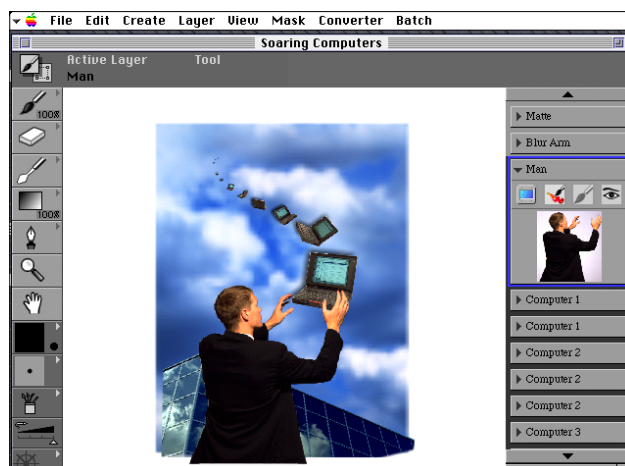 File Edit Create Layer View Mask Converter Batch
Soaring Computers
Active Layer Tool
Man
100%
100%
Matte
Blur Arm
Man
Computer 1
Computer 1
Computer 2
Computer 2
Computer 2
Computer 3